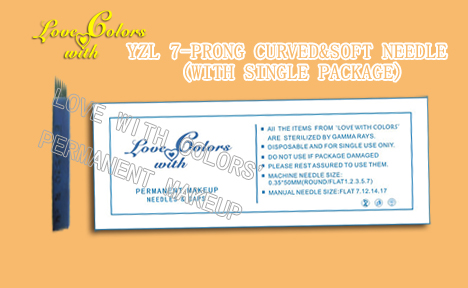 Love Colors
with
YZL 7-PRONG CURVED&SOFT NEEDLE
(WITH SINGLE PACKAGE)
LOVE WITH COLORS'
PERMANENT MAKEUP
Love Colors
with
PERMANENT MAKEUP
NEEDLES & CAPS
● All THE ITEMS FROM 'LOVE WITH COLORS'
ARE STERILIZED BY GAMMA RAYS.
● DISPOSABLE AND FOR SINGLE USE ONLY.
● DO NOT USE IF PACKAGE DAMAGED
● PLEASE REST ASSURED TO USE THEM.
● MACHINE NEEDLE SIZE:
0.35*50MM(ROUND/FLAT1.2.3.5.7)
● MANUAL NEEDLE SIZE:FLAT 7.12.14.17